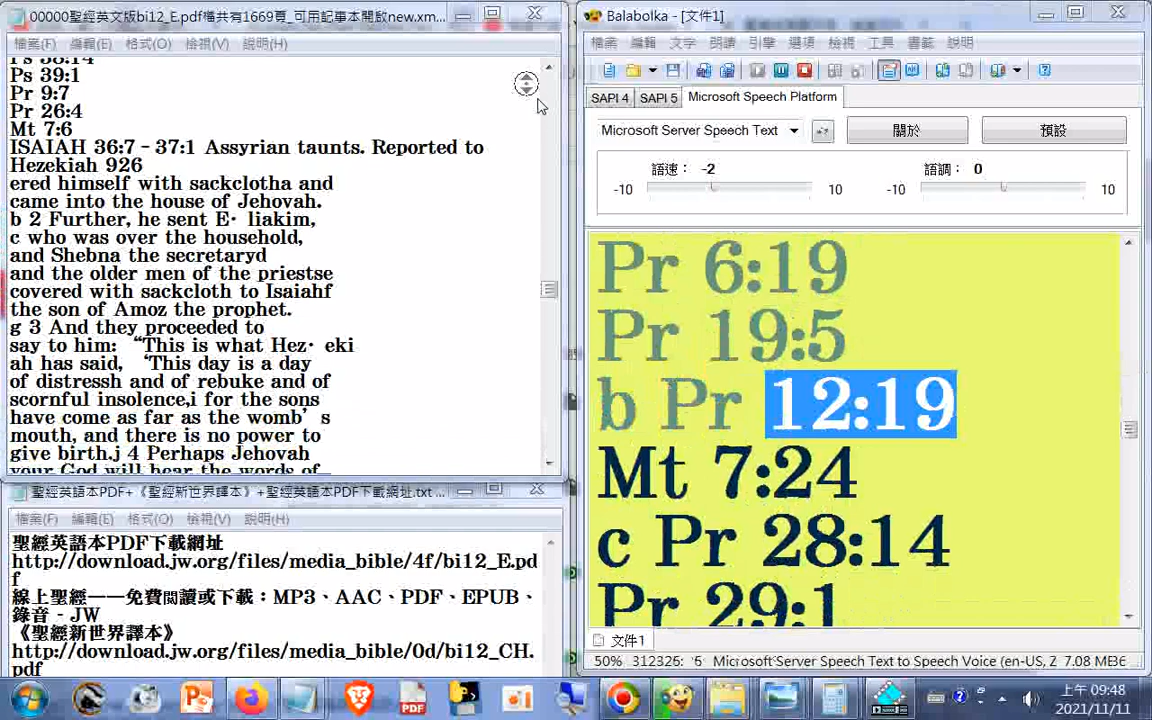 00000聖經英文版bi12_E.pdf檔共有1669頁_可用記事本開啟new.xm...
檔案(F) 編輯(E) 格式(O) 檢視(V) 說明(H)
Ps 38:14
Ps 39:1
Pr 9:7
Pr 26:4
Mt 7:6
ISAIAH 36:7–37:1 Assyrian taunts. Reported to
Hezekiah 926
ered himself with sackclotha and
came into the house of Jehovah.
b 2 Further, he sent E·liakim,
c who was over the household,
and Shebna the secretaryd
and the older men of the priestse
covered with sackcloth to Isaiahf
the son of Amoz the prophet.
g 3 And they proceeded to
say to him: “This is what Hez·eki
ah has said, ‘This day is a day
of distressh and of rebuke and of
scornful insolence,i for the sons
have come as far as the womb’s
mouth, and there is no power to
give birth.j 4 Perhaps Jehovah
your God will hear the words of
聖經英語本PDF+《聖經新世界譯本》+聖經英語本PDF下載網址.txt ...
檔案(F) 編輯(E) 格式(O) 檢視(V) 說明(H)
聖經英語本PDF下載網址
http://download.jw.org/files/media_bible/4f/bi12_E.pd
f
線上聖經——免費閱讀或下載：MP3、AAC、PDF、EPUB、
錄音 - JW
《聖經新世界譯本》
http://download.jw.org/files/media_bible/0d/bi12_CH.
pdf
Balabolka - [文件1]
檔案 編輯 文字 朗讀 引擎 選項 檢視 工具 書籤 說明
SAPI 4 SAPI 5 Microsoft Speech Platform
Microsoft Server Speech Text 關於 預設
語速： -2 語調： 0
-10 10 -10 10
Pr 6:19
Pr 19:5
b Pr 12:19
Mt 7:24
c Pr 28:14
Pr 29:1
文件1
50% 312326: '6' Microsoft Server Speech Text to Speech Voice (en-US, Z 7.08 MB
上午 09:48
2021/11/11